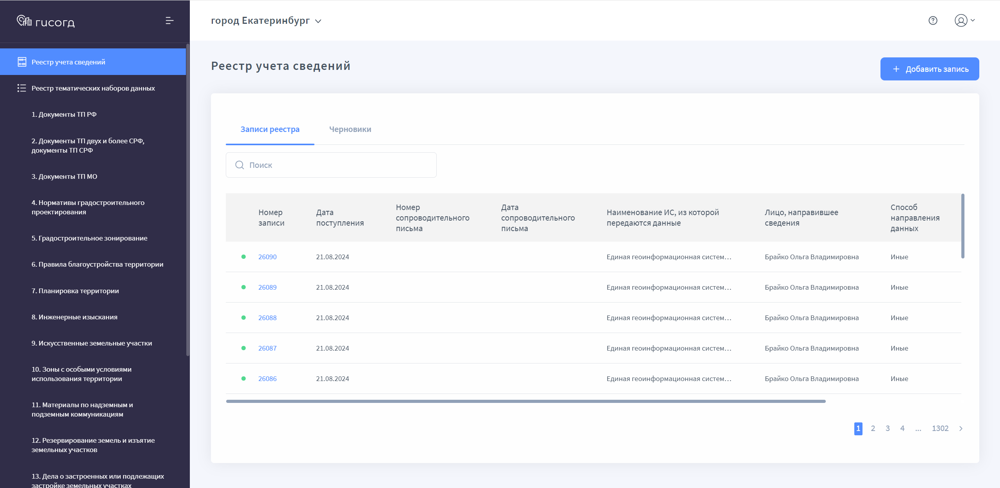 гисогд
город Екатеринбург
Реестр учета сведений
Реестр тематических наборов данных
1. Документы ТП РФ
2. Документы ТП двух и более СРФ,
документы ТП СРФ
3. Документы ТП МО
4. Нормативы градостроительного
проектирования
5. Градостроительное зонирование
6. Правила благоустройства территории
7. Планировка территории
8. Инженерные изыскания
9. Искусственные земельные участки
10. Зоны с особыми условиями
использования территории
11. Материалы по надземным и
подземным коммуникациям
12. Резервирование земель и изъятие
земельных участков
13. Дела о застроенных или подлежащих
застройке земельных участках
Реестр учета сведений
Добавить запись
Записи реестра Черновики
Поиск
Номер
записи
Дата
поступления
Номер
сопроводительного
письма
Дата
сопроводительного
письма
Наименование ИС, из которой
передаются данные
Лицо, направившее
сведения
Способ
направления
данных
26090 21.08.2024 Единая геоинформационная систем… Брайко Ольга Владимировна Иные
26089 21.08.2024 Единая геоинформационная систем… Брайко Ольга Владимировна Иные
26088 21.08.2024 Единая геоинформационная систем… Брайко Ольга Владимировна Иные
26087 21.08.2024 Единая геоинформационная систем… Брайко Ольга Владимировна Иные
26086 21.08.2024 Единая геоинформационная систем… Брайко Ольга Владимировна Иные
1 2 3 4 ... 1302